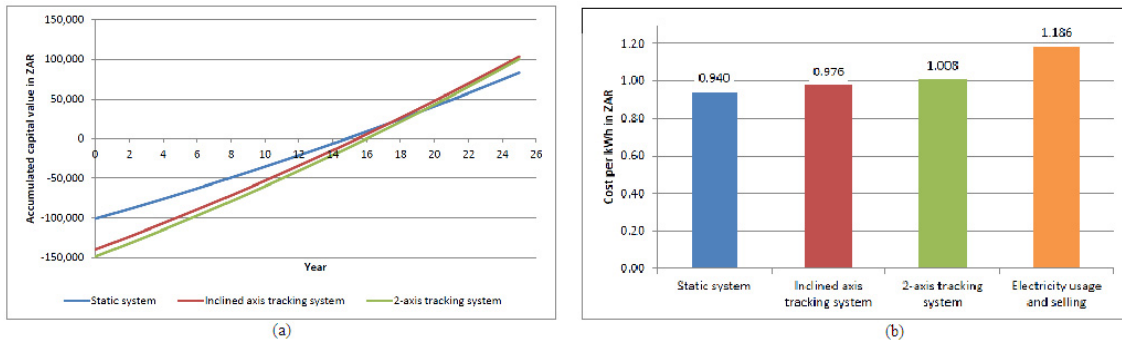 150,000
100,000
50,000
0
-50,000
-100,000
-150,000
Accumulated capital value in ZAR
0 2 4 6 8 10 12 14 16 18 20 22 24 26
Year
Static system Inclined axis tracking system 2-axis tracking system
(a)
1.20
1.00
0.80
0.60
0.40
0.20
0.00
Cost per kWh in ZAR
0.940
0.976
1.008
1.186
Static system
Inclined axis
tracking system
2-axis tracking
system
Electricity usage
and selling
(b)